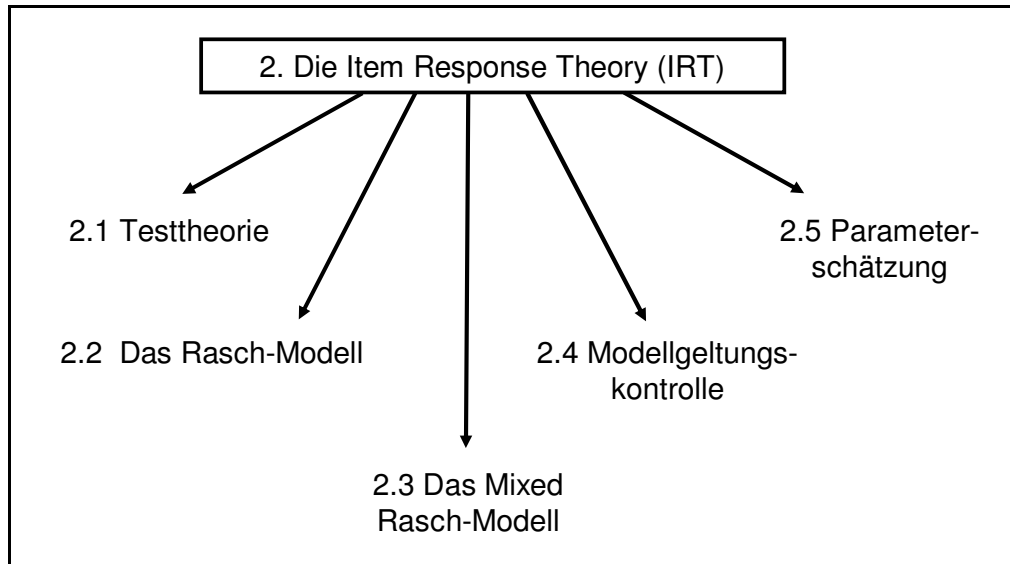 2. Die Item Response Theory (IRT)
2.1 Testtheorie
2.2 Das Rasch-Modell
2.3 Das Mixed
Rasch-Modell
2.4 Modellgeltungs-
kontrolle
2.5 Parameter-
schätzung